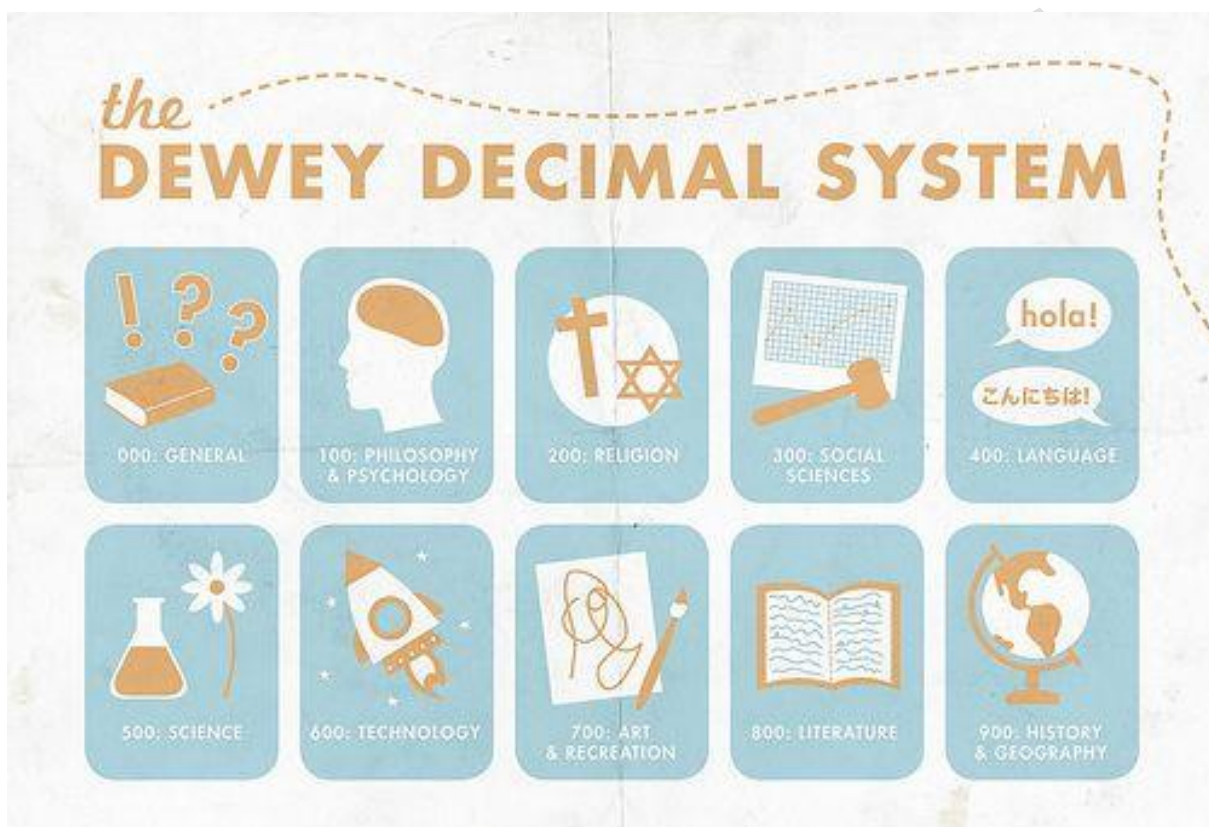 the
DEWEY DECIMAL SYSTEM
! ? ?
000: GENERAL
100: PHILOSOPHY
& PSYCHOLOGY
200: RELIGION
300: SOCIAL
SCIENCES
hola!
こんにちは!
400: LANGUAGE
500: SCIENCE
600: TECHNOLOGY
700: ART
& RECREATION
800: LITERATURE
900: HISTORY
& GEOGRAPHY